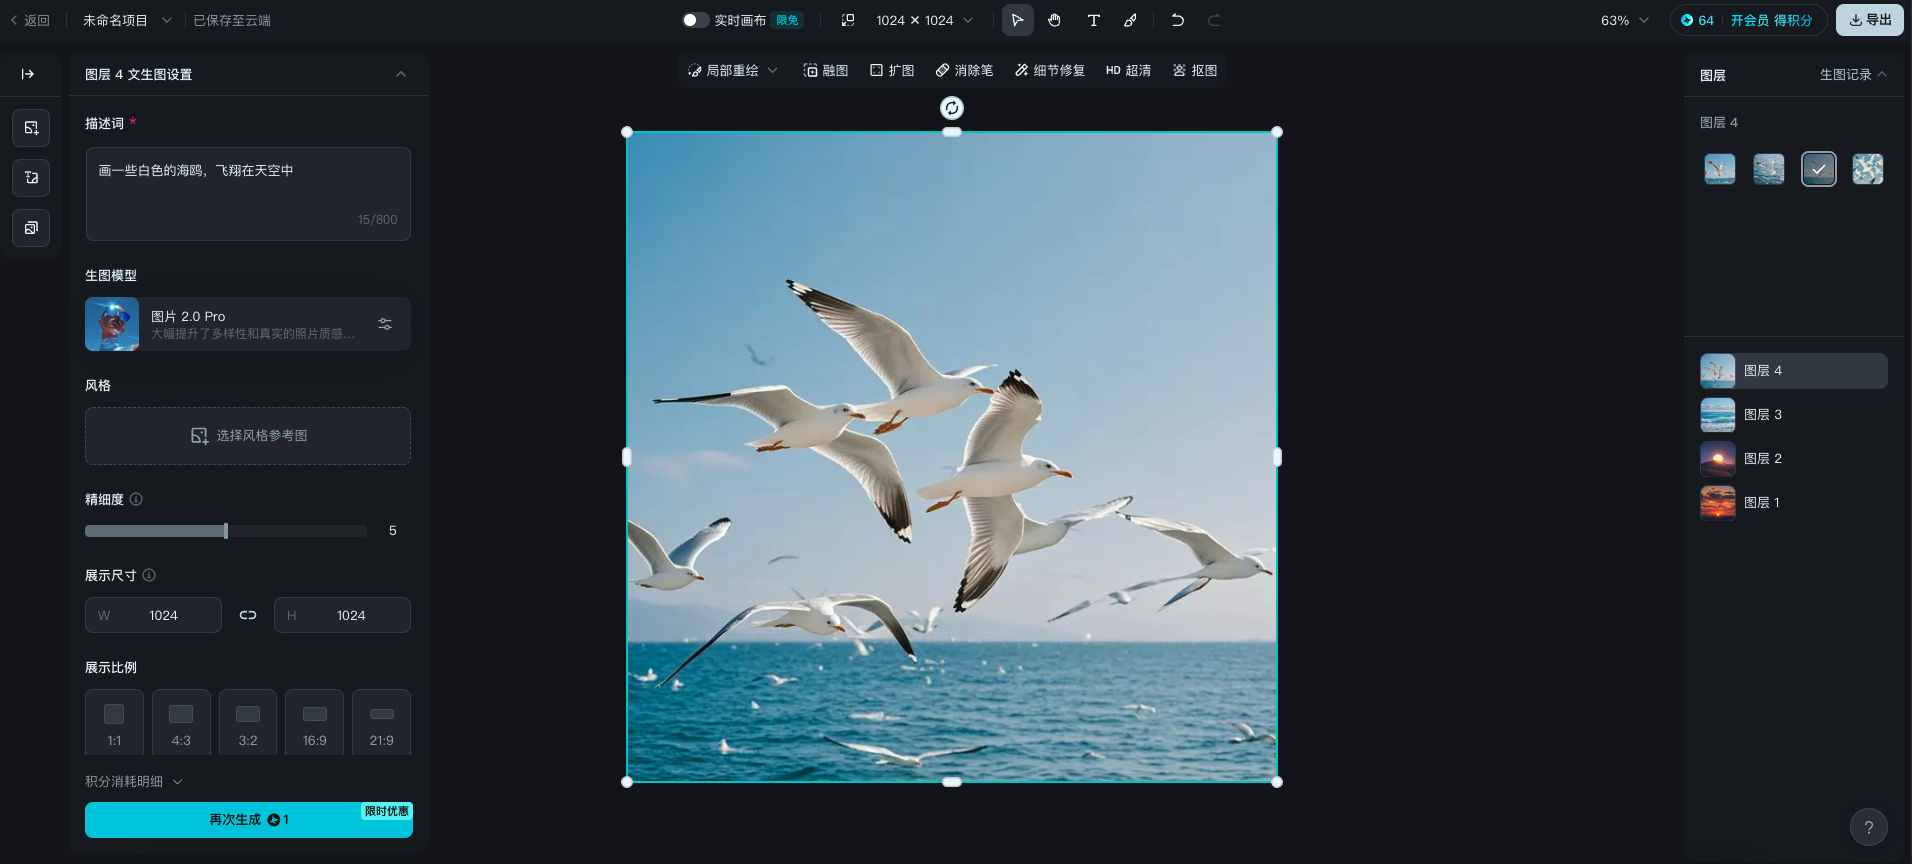 返回
未命名项目
已保存至云端
实时画布 限免
1024 × 1024
63%
64
开会员 得积分
导出
图层 4 文生图设置
描述词 *
画一些白色的海鸥，飞翔在天空中
15/800
生图模型
图片 2.0 Pro
大幅提升了多样性和真实的照片质感...
风格
选择风格参考图
精细度
5
展示尺寸
W 1024
H 1024
展示比例
1:1
4:3
3:2
16:9
21:9
积分消耗明细
限时优惠
再次生成 1
局部重绘
融图
扩图
消除笔
细节修复
HD 超清
抠图
图层
生图记录
图层 4
图层 4
图层 3
图层 2
图层 1
?